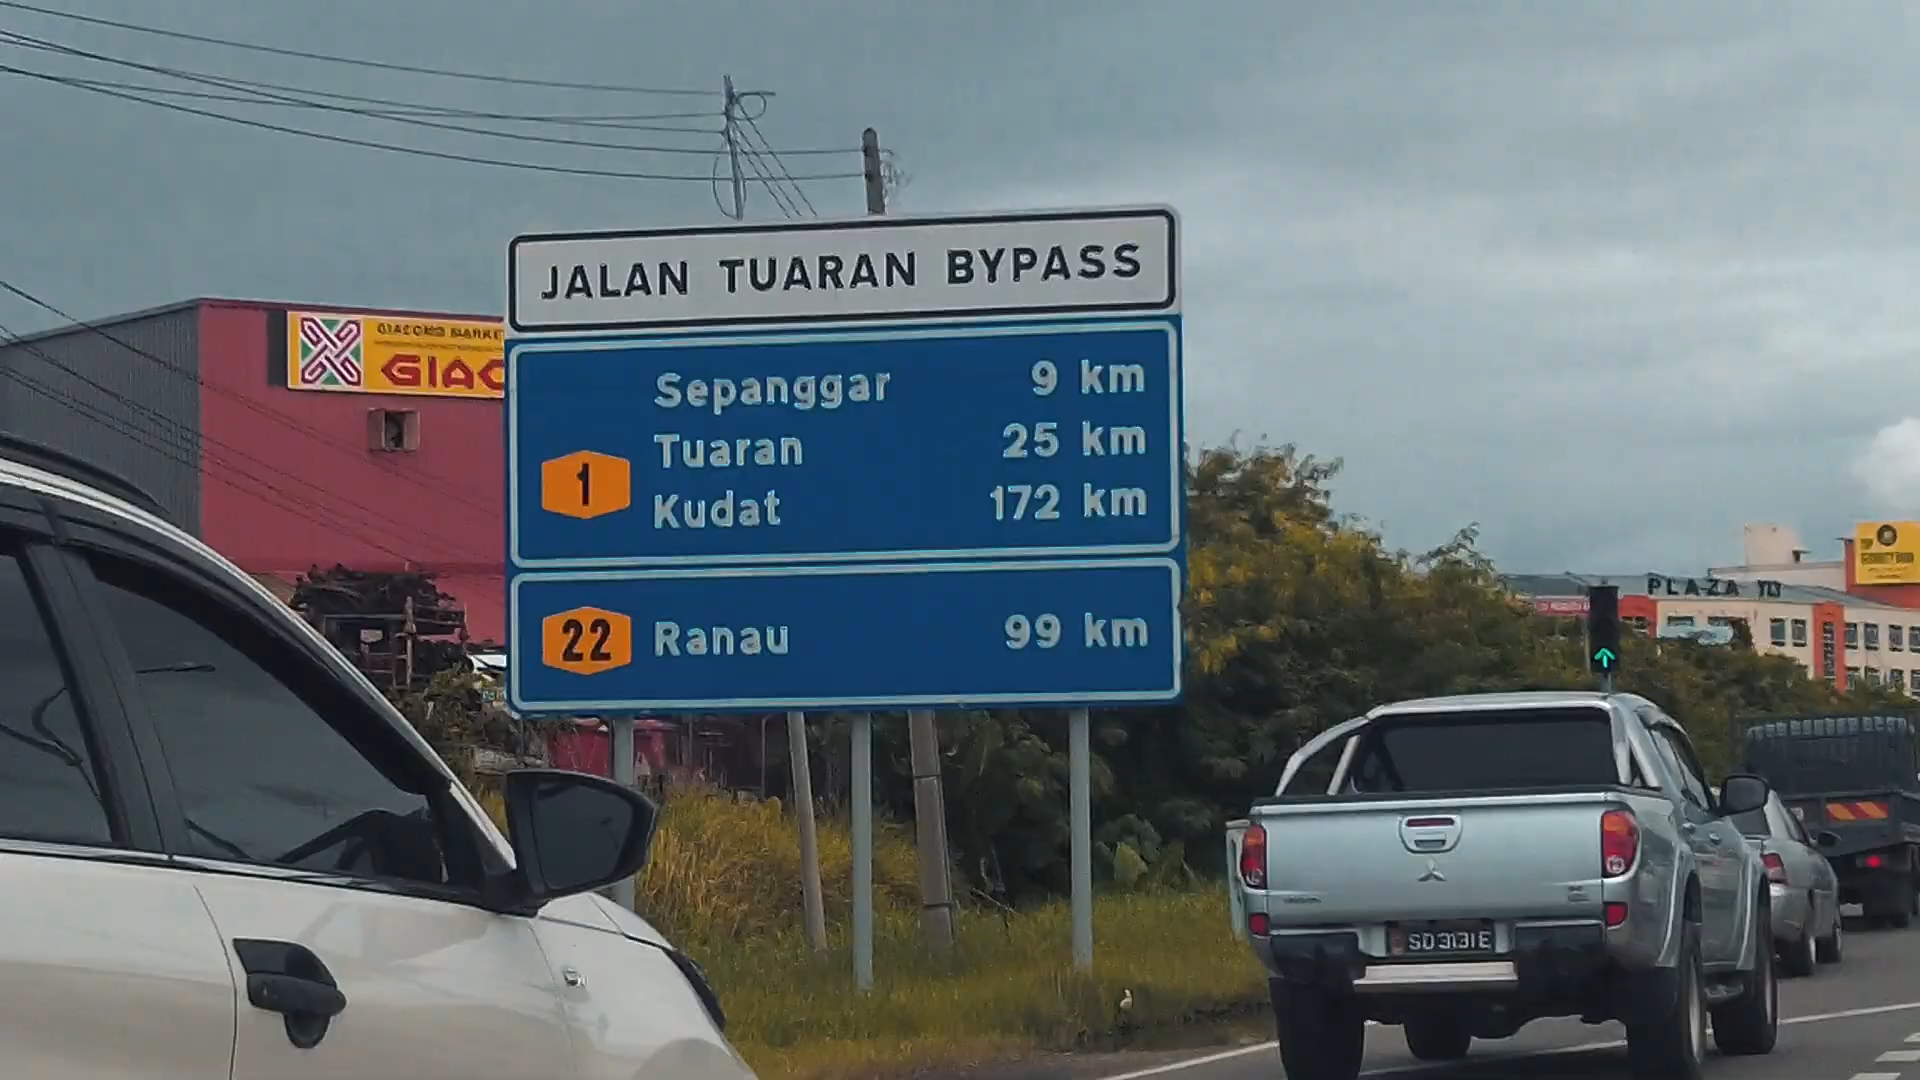 JALAN TUARAN BYPASS
Sepanggar 9 km
1 Tuaran 25 km
Kudat 172 km
22 Ranau 99 km
GIAC
PLAZA
SD 3131 E